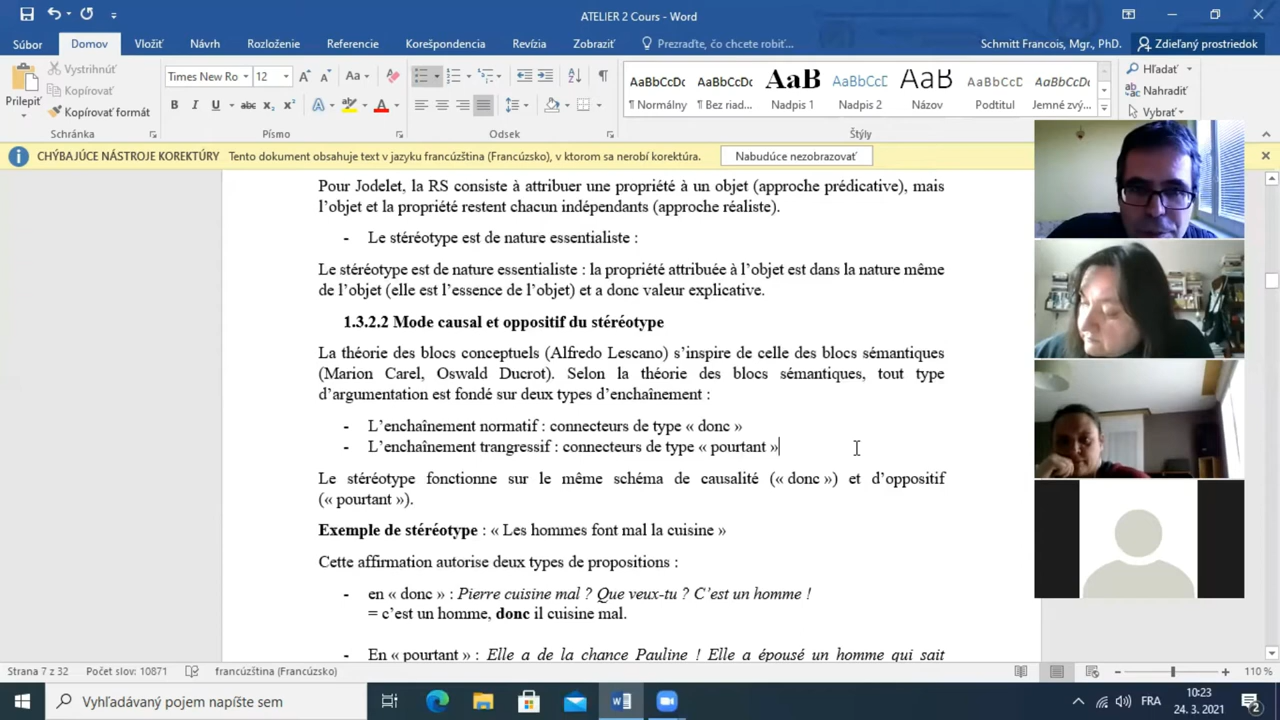 ATELIER 2 Cours - Word
Súbor Domov Vložiť Návrh Rozloženie Referencie Korešpondencia Revízia Zobraziť Prezraďte, čo chcete robiť... Schmitt Francois, Mgr., PhD. Zdieľaný prostriedok
Prilepiť
Vystrihnúť
Kopírovať
Kopírovať formát
Schránka
Times New Ro 12 Aa
B I U abc x₂ x² A ab A
Písmo
Odsek
AaBbCcDc AaBbCcDc AaB AaBbCcD AaB AaBbCcD AaBbCcDc
¶ Normálny ¶ Bez riad... Nadpis 1 Nadpis 2 Názov Podtitul Jemné zvý...
Štýly
Hľadať
Nahradiť
Vybrať
CHÝBAJÚCE NÁSTROJE KOREKTÚRY Tento dokument obsahuje text v jazyku francúzština (Francúzsko), v ktorom sa nerobí korektúra. Nabudúce nezobrazovať
Pour Jodelet, la RS consiste à attribuer une propriété à un objet (approche prédicative), mais
l’objet et la propriété restent chacun indépendants (approche réaliste).
- Le stéréotype est de nature essentialiste :
Le stéréotype est de nature essentialiste : la propriété attribuée à l’objet est dans la nature même
de l’objet (elle est l’essence de l’objet) et a donc valeur explicative.
1.3.2.2 Mode causal et oppositif du stéréotype
La théorie des blocs conceptuels (Alfredo Lescano) s’inspire de celle des blocs sémantiques
(Marion Carel, Oswald Ducrot). Selon la théorie des blocs sémantiques, tout type
d’argumentation est fondé sur deux types d’enchaînement :
- L’enchaînement normatif : connecteurs de type « donc »
- L’enchaînement trangressif : connecteurs de type « pourtant »
Le stéréotype fonctionne sur le même schéma de causalité (« donc ») et d’oppositif
(« pourtant »).
Exemple de stéréotype : « Les hommes font mal la cuisine »
Cette affirmation autorise deux types de propositions :
- en « donc » : Pierre cuisine mal ? Que veux-tu ? C’est un homme !
= c’est un homme, donc il cuisine mal.
- En « pourtant » : Elle a de la chance Pauline ! Elle a épousé un homme qui sait
Strana 7 z 32 Počet slov: 10871 francúzština (Francúzsko) 110 %
Vyhľadávaný pojem napíšte sem
FRA
10:23
24. 3. 2021
2